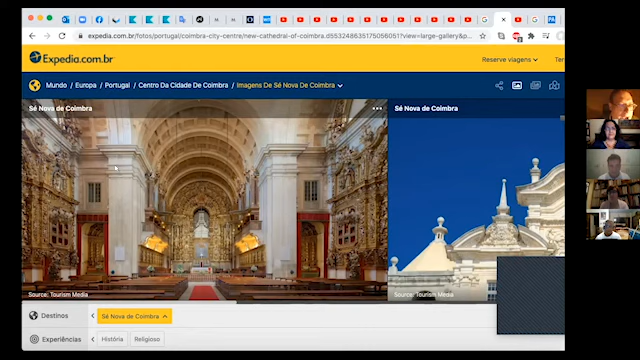 expedia.com.br/fotos/portugal/coimbra-city-centre/new-cathedral-of-coimbra.d553248635175056051?view=large-gallery&p...
Expedia.com.br
Reserve viagens
Ter
Mundo / Europa / Portugal / Centro Da Cidade De Coimbra / Imagens De Sé Nova De Coimbra
Sé Nova de Coimbra
Sé Nova de Coimbra
Source: Tourism Media
Source: Tourism Media
Destinos
Sé Nova de Coimbra
Experiências
História
Religioso